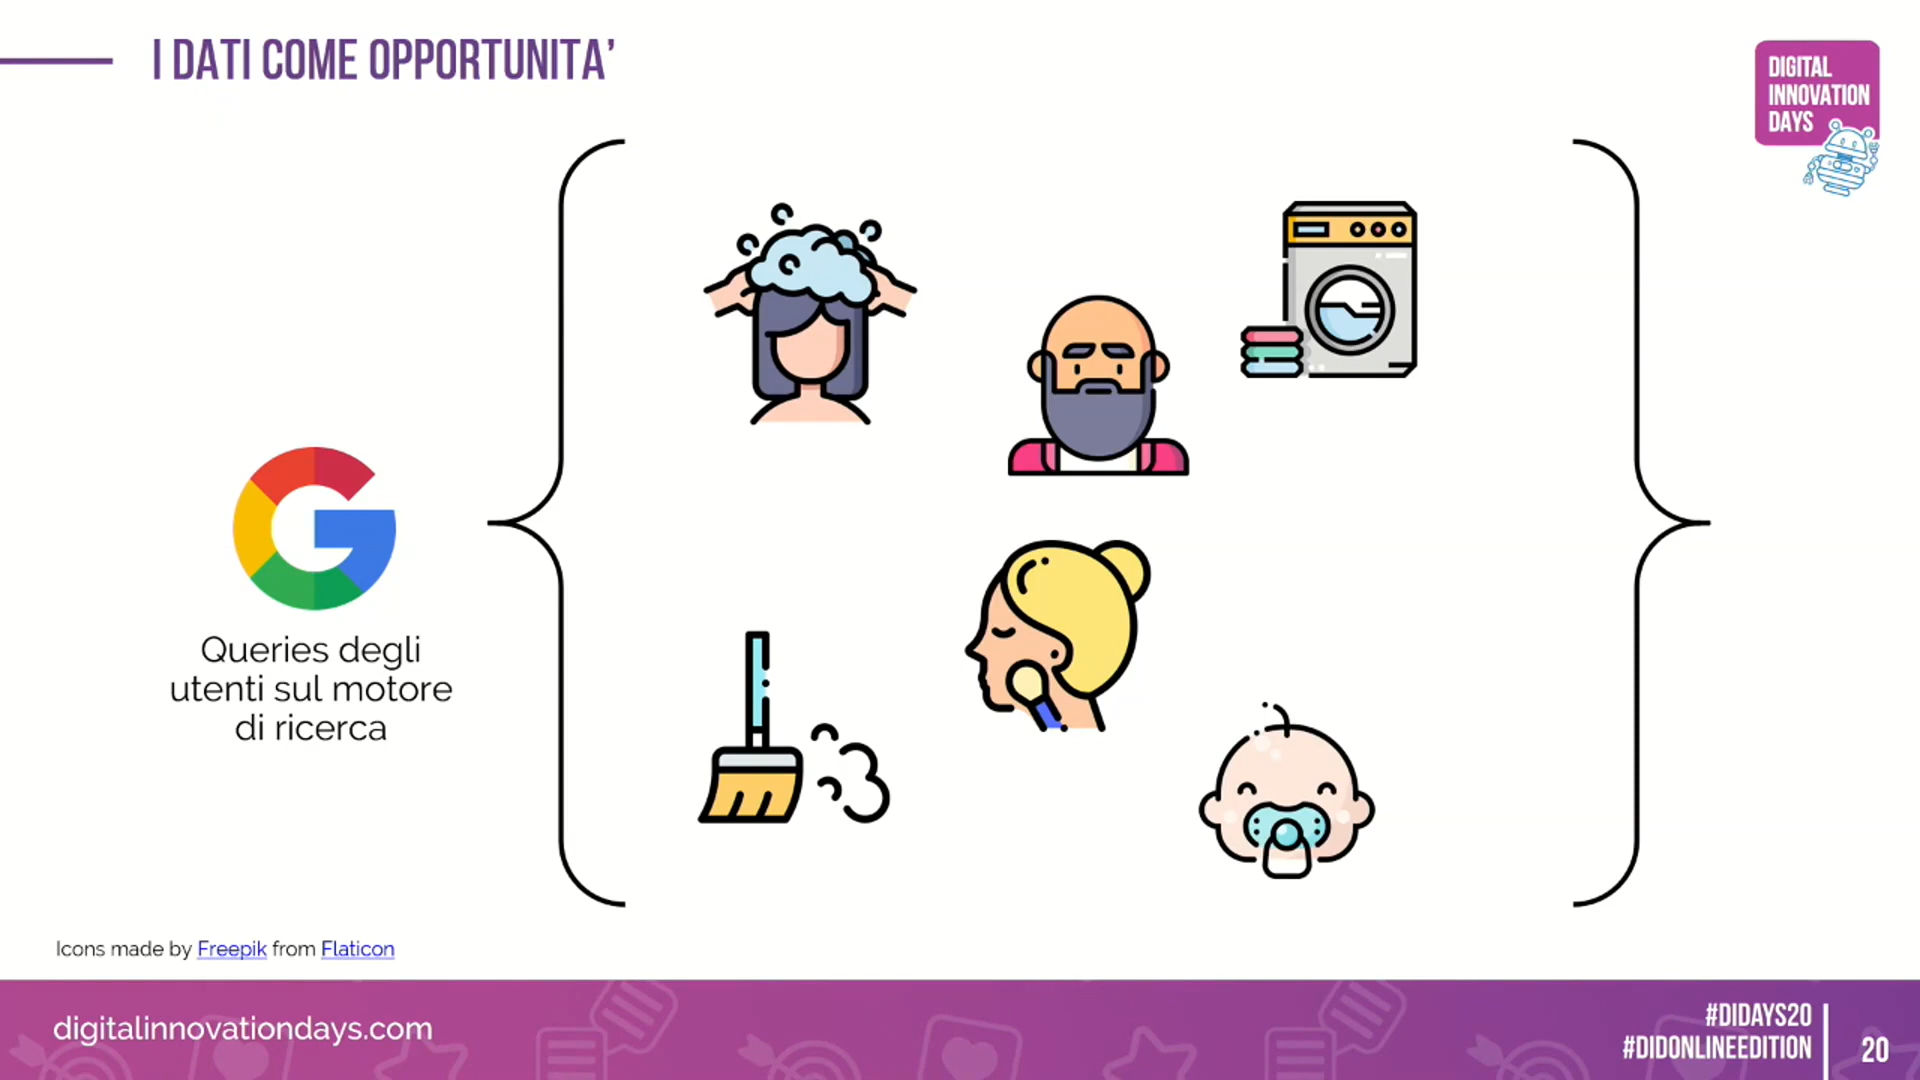 I DATI COME OPPORTUNITA’
DIGITAL
INNOVATION
DAYS
Queries degli
utenti sul motore
di ricerca
Icons made by Freepik from Flaticon
digitalinnovationdays.com
#DIDAYS20
#DIDONLINEEDITION
20